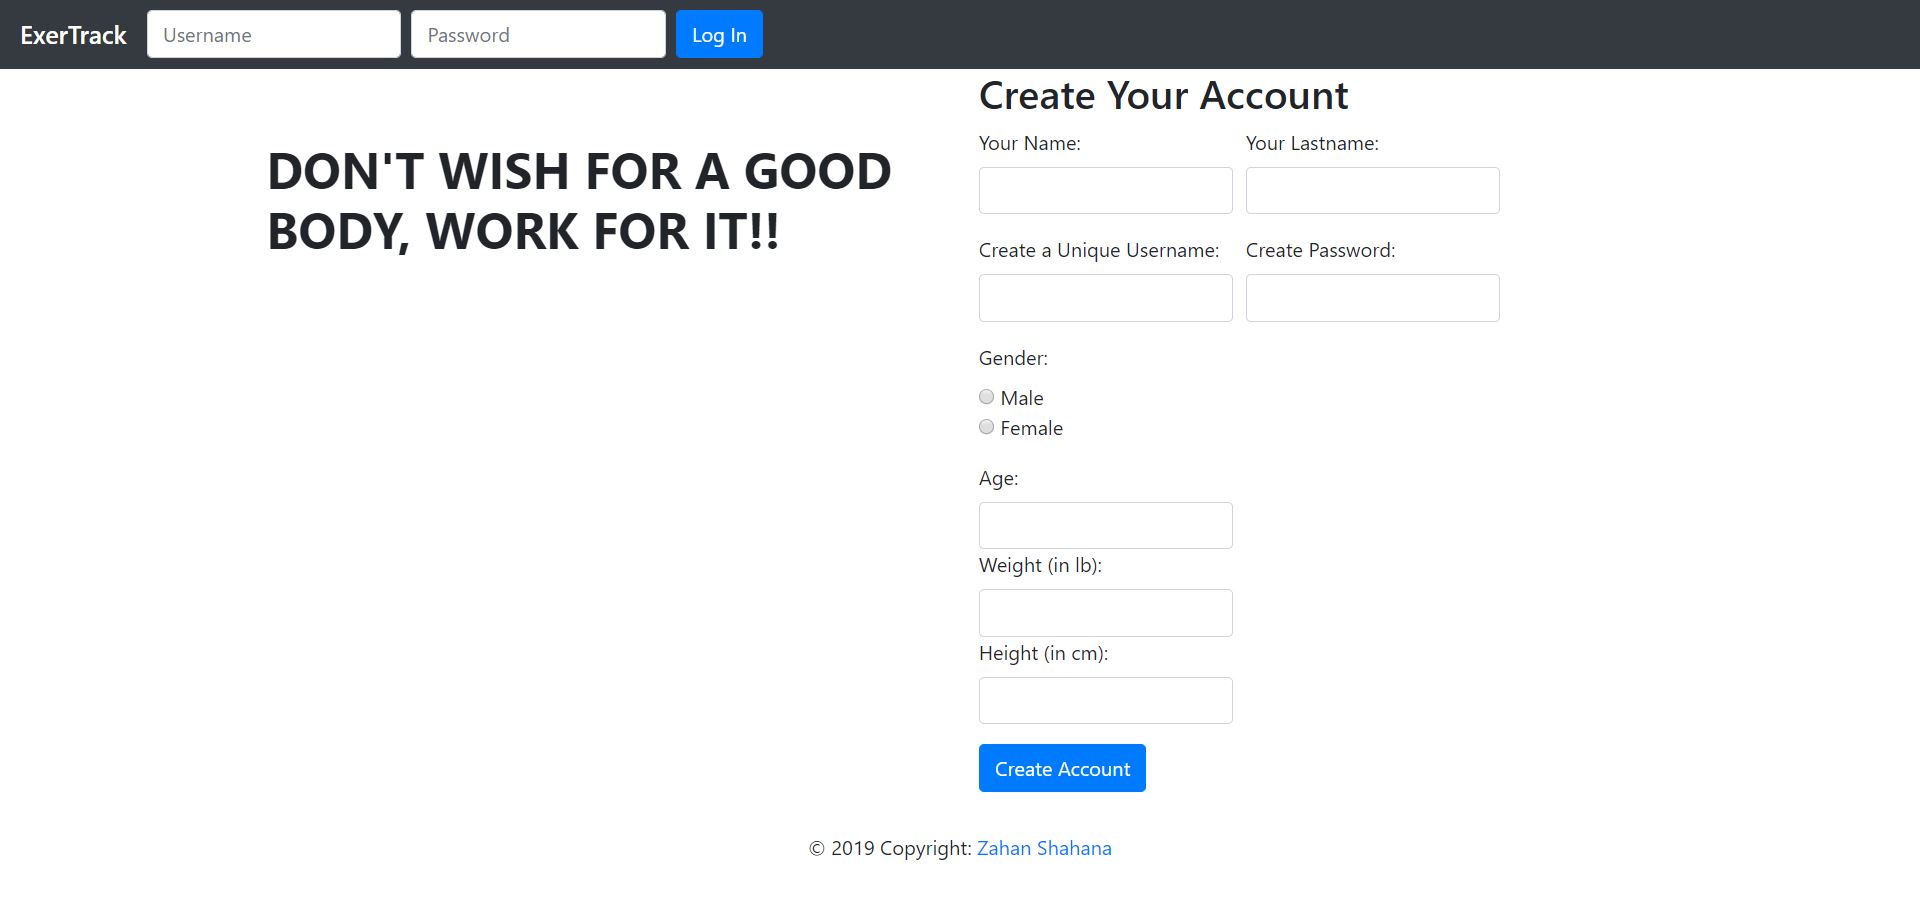 ExerTrack Username Password Log In
DON'T WISH FOR A GOOD
BODY, WORK FOR IT!!
Create Your Account
Your Name: Your Lastname:
Create a Unique Username: Create Password:
Gender:
Male
Female
Age:
Weight (in lb):
Height (in cm):
Create Account
© 2019 Copyright: Zahan Shahana